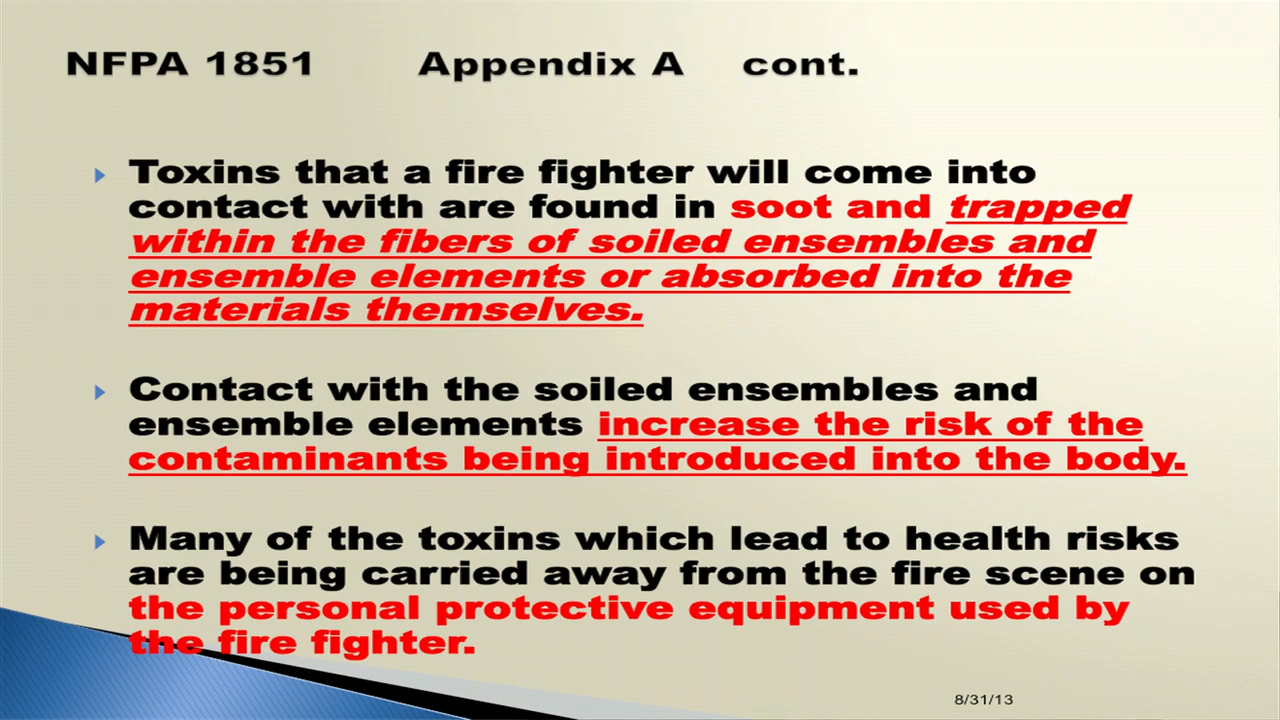 NFPA 1851 Appendix A cont.
Toxins that a fire fighter will come into
contact with are found in soot and trapped
within the fibers of soiled ensembles and
ensemble elements or absorbed into the
materials themselves.
Contact with the soiled ensembles and
ensemble elements increase the risk of the
contaminants being introduced into the body.
Many of the toxins which lead to health risks
are being carried away from the fire scene on
the personal protective equipment used by
the fire fighter.
8/31/13